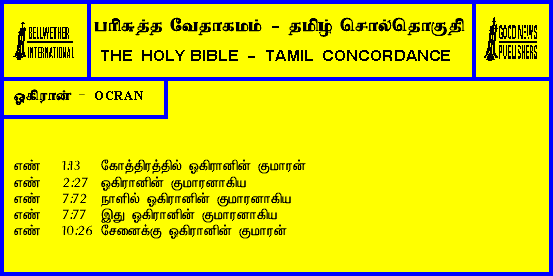 BELLWETHER
INTERNATIONAL
பரிசுத்த வேதாகமம் - தமிழ் சொல்தொகுதி
THE HOLY BIBLE - TAMIL CONCORDANCE
GOOD NEWS
PUBLISHERS
ஒகிரான் - OCRAN
எண் 1:13 கோத்திரத்தில் ஒகிரானின் குமாரன்
எண் 2:27 ஒகிரானின் குமாரனாகிய
எண் 7:72 நாளில் ஒகிரானின் குமாரனாகிய
எண் 7:77 இது ஒகிரானின் குமாரனாகிய
எண் 10:26 சேனைக்கு ஒகிரானின் குமாரன்